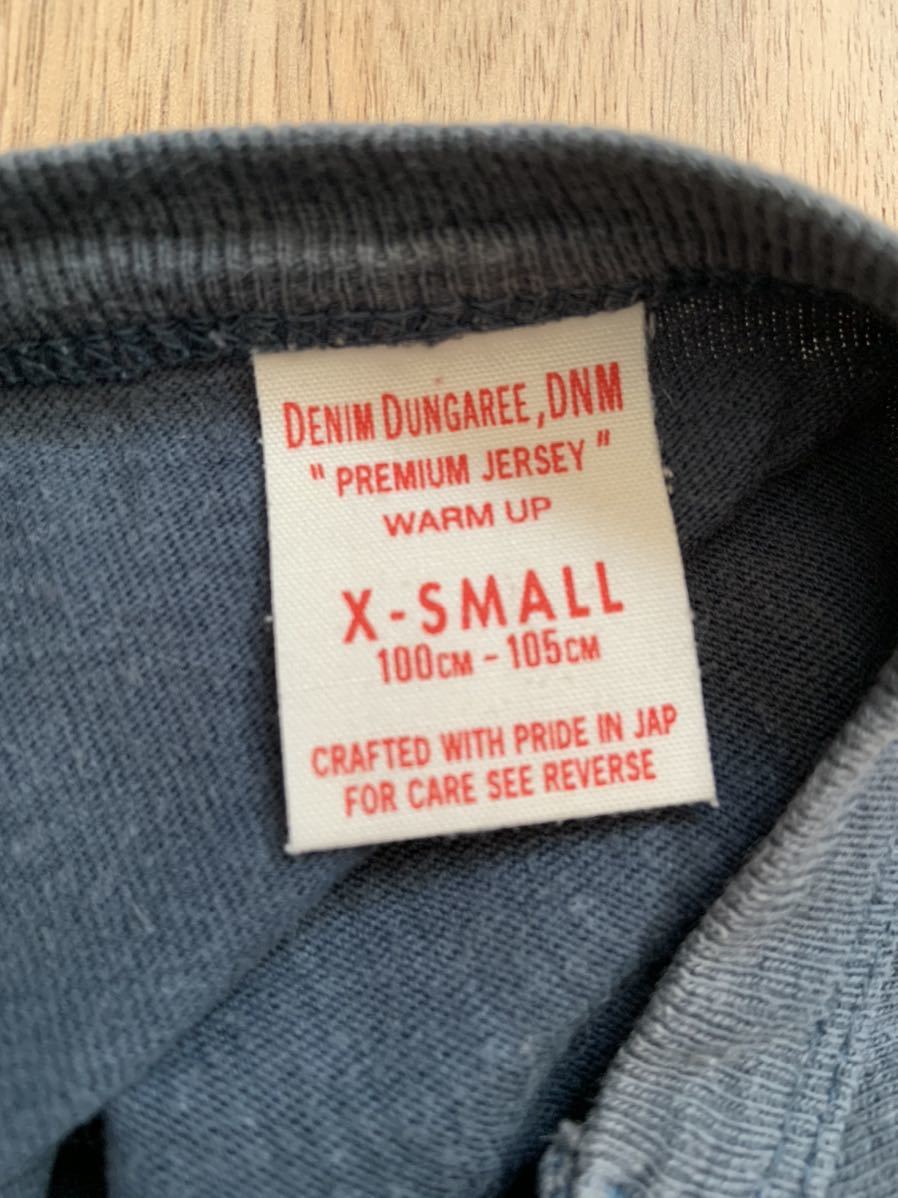 DENIM DUNGAREE, DNM
" PREMIUM JERSEY "
WARM UP
X-SMALL
100CM - 105CM
CRAFTED WITH PRIDE IN JAP
FOR CARE SEE REVERSE